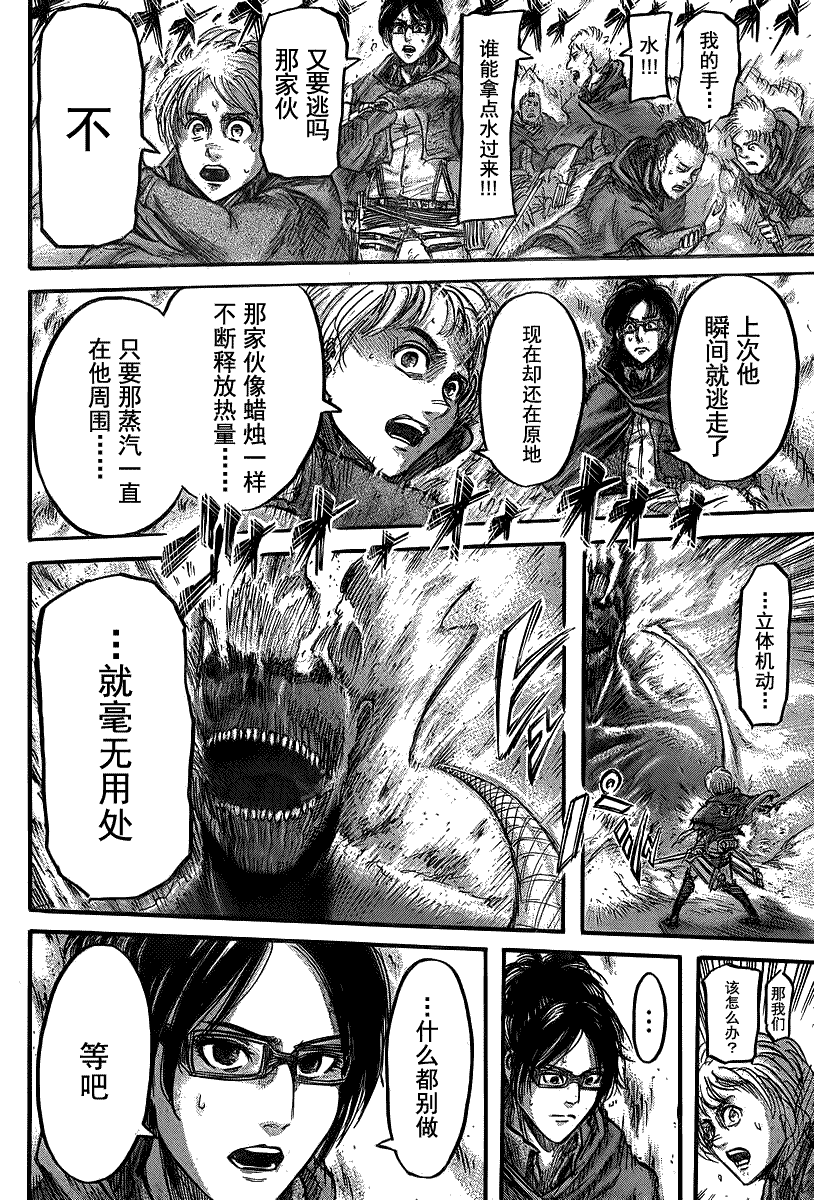 我的手…
水!!!
谁能拿点水过来!!!
又要逃吗
那家伙
不
上次他
瞬间就逃走了
现在却还在原地
那家伙像蜡烛一样
不断释放热量……
只要那蒸汽一直
在他周围……
…立体机动…
…就毫无用处
那我们
该怎么办?
…
…什么都别做
等吧